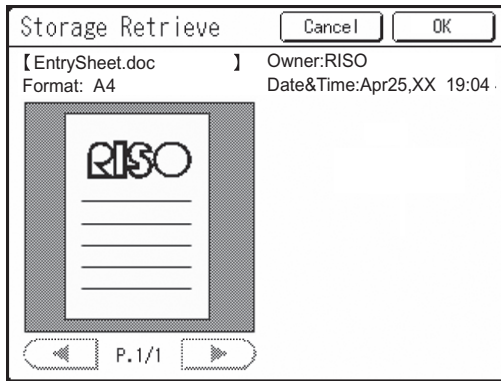 Storage Retrieve Cancel OK
【EntrySheet.doc 】 Owner:RISO
Format: A4 Date&Time:Apr25,XX 19:04
RISO
P.1/1